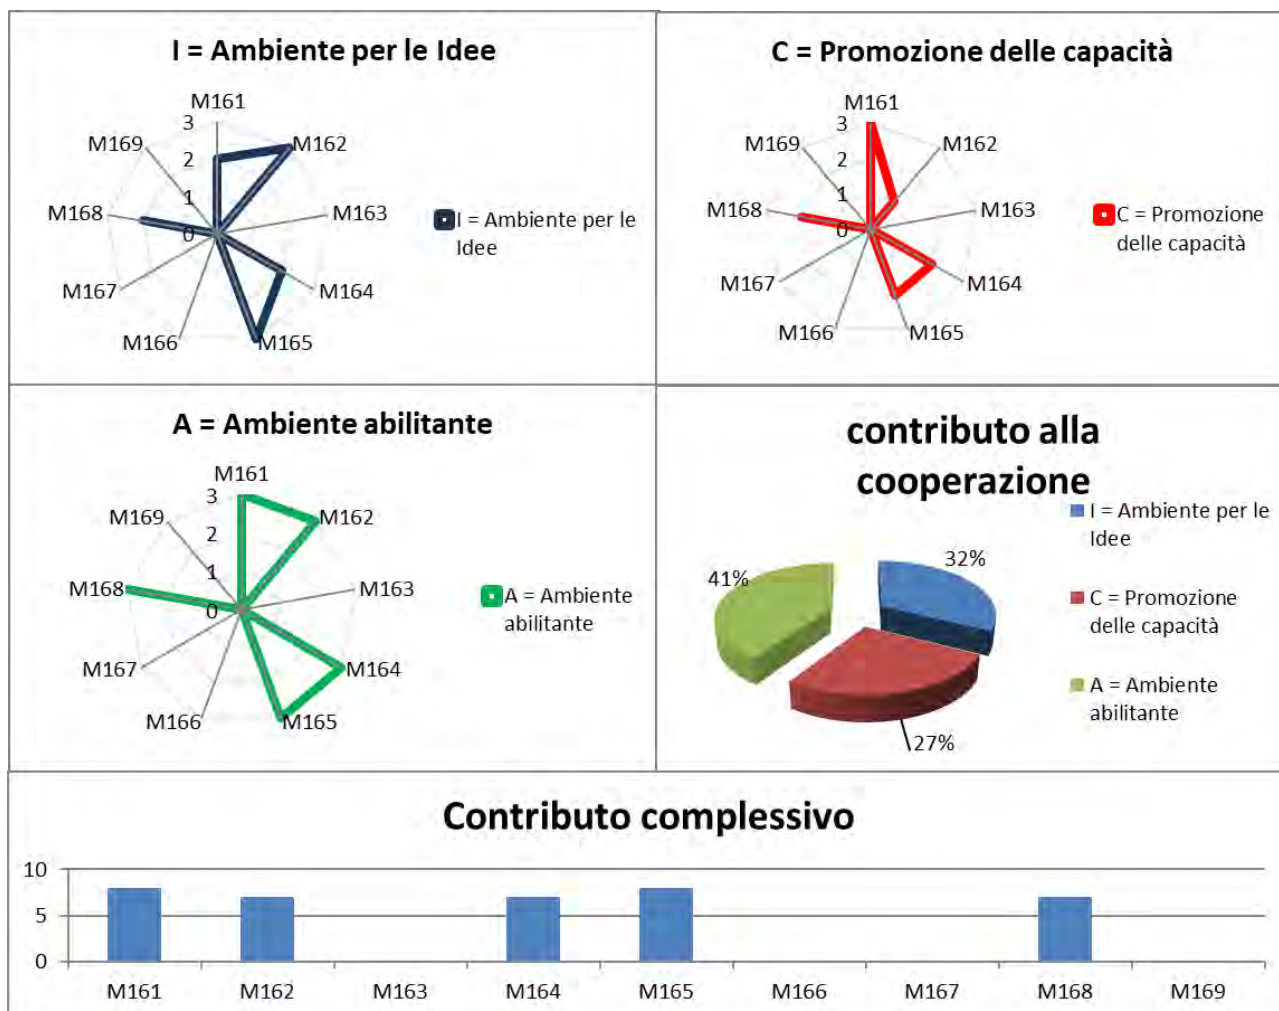 I = Ambiente per le Idee
M161
M162
M163
M164
M165
M166
M167
M168
M169
3
2
1
0
I = Ambiente per le
Idee
C = Promozione delle capacità
M161
M162
M163
M164
M165
M166
M167
M168
M169
3
2
1
0
C = Promozione
delle capacità
A = Ambiente abilitante
M161
M162
M163
M164
M165
M166
M167
M168
M169
3
2
1
0
A = Ambiente
abilitante
contributo alla
cooperazione
32%
27%
41%
I = Ambiente per le
Idee
C = Promozione
delle capacità
A = Ambiente
abilitante
Contributo complessivo
10
5
0
M161 M162 M163 M164 M165 M166 M167 M168 M169